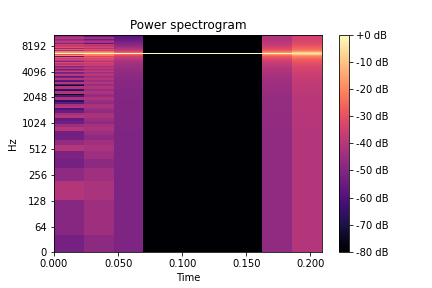 Power spectrogram
8192
4096
2048
1024
512
256
128
64
0
Hz
0.000 0.050 0.100 0.150 0.200
Time
+0 dB
-10 dB
-20 dB
-30 dB
-40 dB
-50 dB
-60 dB
-70 dB
-80 dB